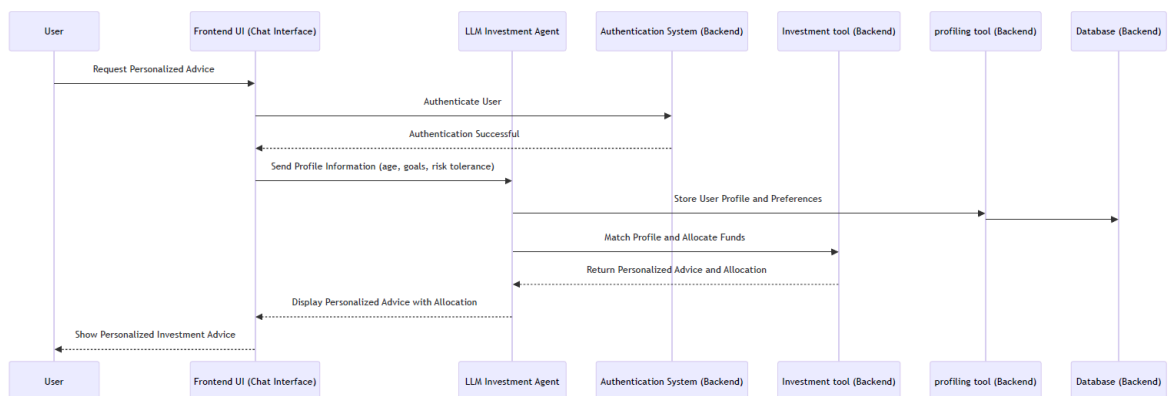 User
Frontend UI (Chat Interface)
LLM Investment Agent
Authentication System (Backend)
Investment tool (Backend)
profiling tool (Backend)
Database (Backend)
Request Personalized Advice
Authenticate User
Authentication Successful
Send Profile Information (age, goals, risk tolerance)
Store User Profile and Preferences
Match Profile and Allocate Funds
Return Personalized Advice and Allocation
Display Personalized Advice with Allocation
Show Personalized Investment Advice
User
Frontend UI (Chat Interface)
LLM Investment Agent
Authentication System (Backend)
Investment tool (Backend)
profiling tool (Backend)
Database (Backend)